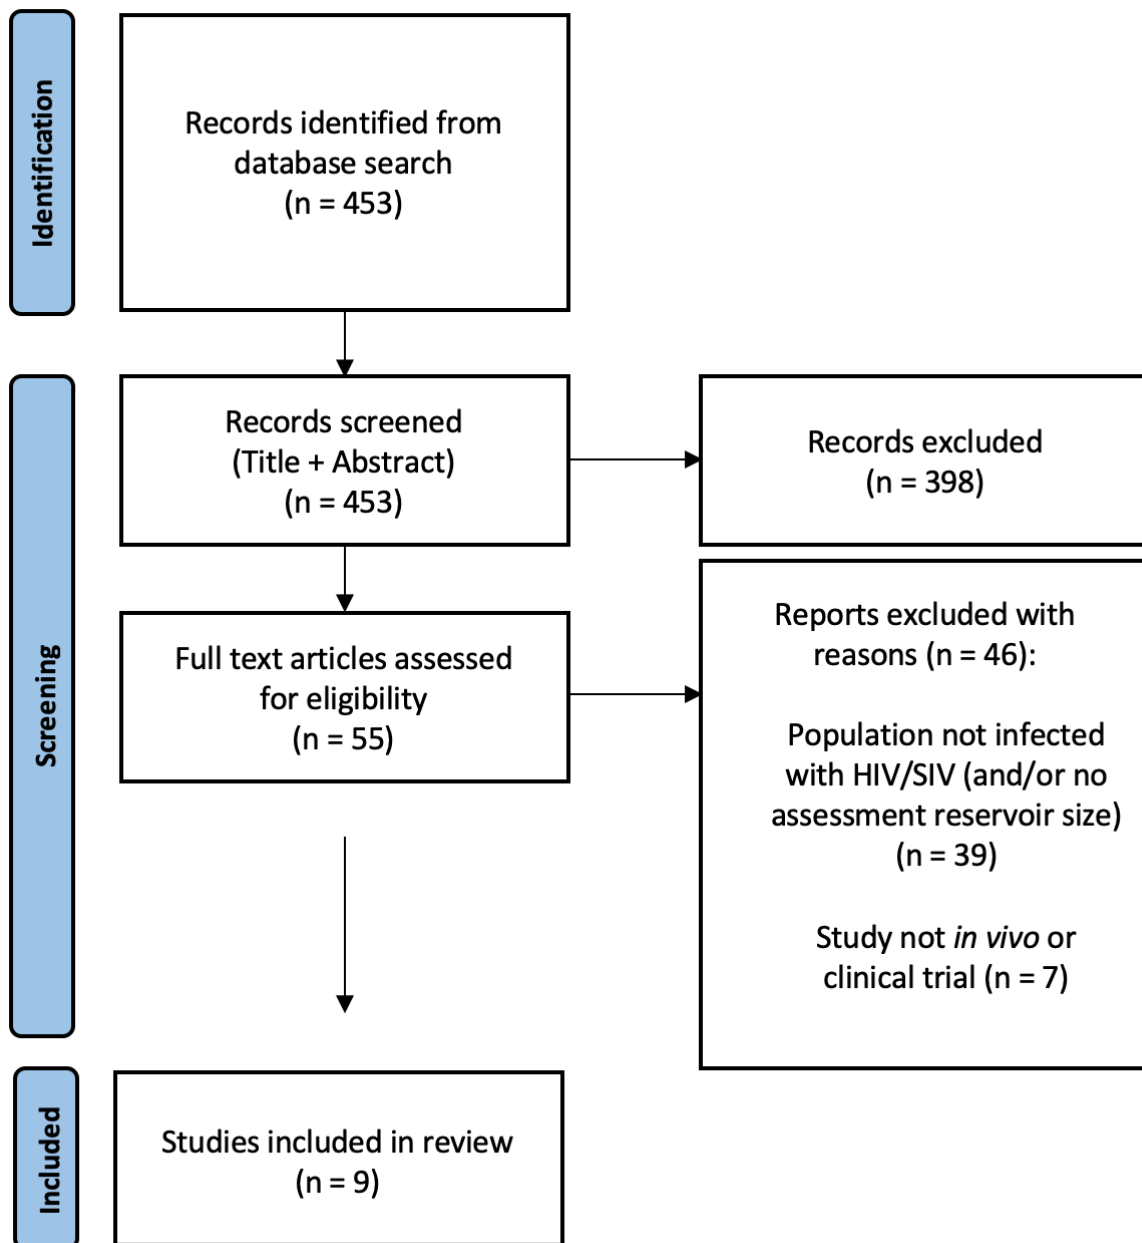 Identification
Records identified from
database search
(n = 453)
Screening
Records screened
(Title + Abstract)
(n = 453)
Records excluded
(n = 398)
Full text articles assessed
for eligibility
(n = 55)
Reports excluded with
reasons (n = 46):
Population not infected
with HIV/SIV (and/or no
assessment reservoir size)
(n = 39)
Study not in vivo or
clinical trial (n = 7)
Included
Studies included in review
(n = 9)